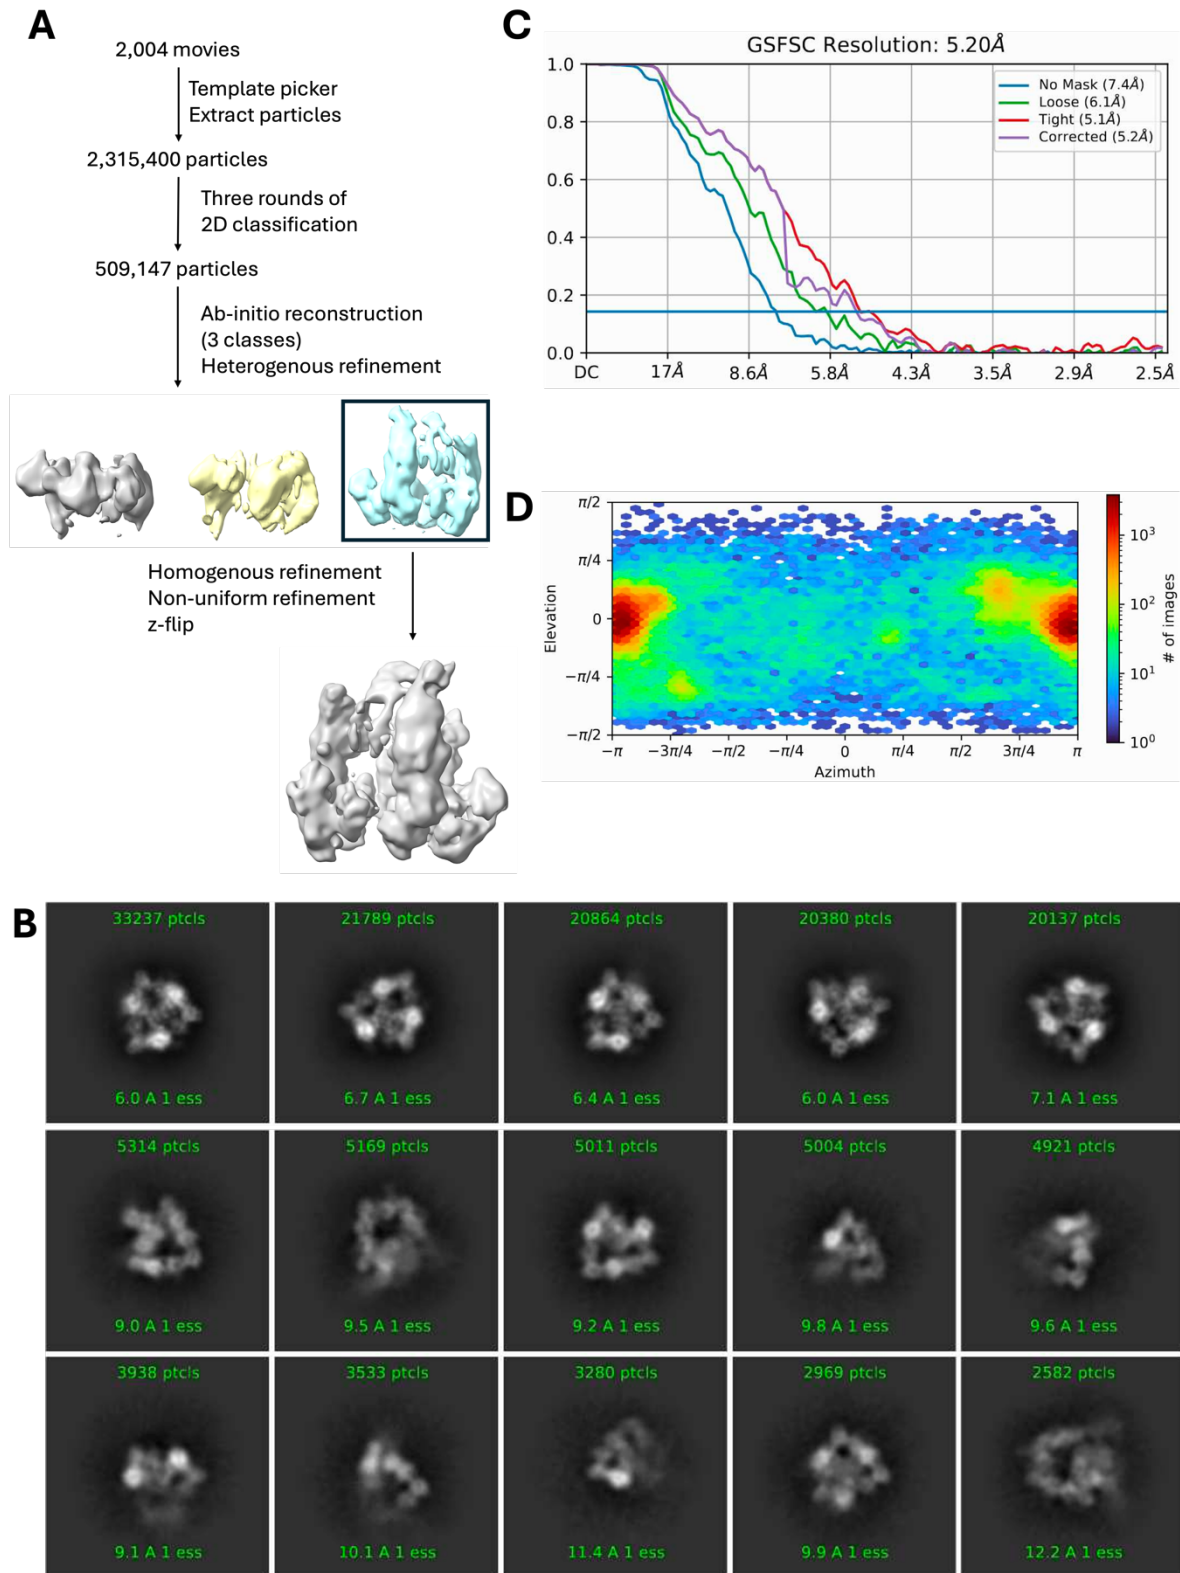 A
2,004 movies
Template picker
Extract particles
2,315,400 particles
Three rounds of
2D classification
509,147 particles
Ab-initio reconstruction
(3 classes)
Heterogenous refinement
Homogenous refinement
Non-uniform refinement
z-flip
C
GSFSC Resolution: 5.20Å
No Mask (7.4Å)
Loose (6.1Å)
Tight (5.1Å)
Corrected (5.2Å)
1.0
0.8
0.6
0.4
0.2
0.0
DC 17Å 8.6Å 5.8Å 4.3Å 3.5Å 2.9Å 2.5Å
D
π/2
π/4
0
−π/4
−π/2
Elevation
−π −3π/4 −π/2 −π/4 0 π/4 π/2 3π/4 π
Azimuth
10³
10²
10¹
10⁰
# of images
B
33237 ptcls 21789 ptcls 20864 ptcls 20380 ptcls 20137 ptcls
6.0 A 1 ess 6.7 A 1 ess 6.4 A 1 ess 6.0 A 1 ess 7.1 A 1 ess
5314 ptcls 5169 ptcls 5011 ptcls 5004 ptcls 4921 ptcls
9.0 A 1 ess 9.5 A 1 ess 9.2 A 1 ess 9.8 A 1 ess 9.6 A 1 ess
3938 ptcls 3533 ptcls 3280 ptcls 2969 ptcls 2582 ptcls
9.1 A 1 ess 10.1 A 1 ess 11.4 A 1 ess 9.9 A 1 ess 12.2 A 1 ess